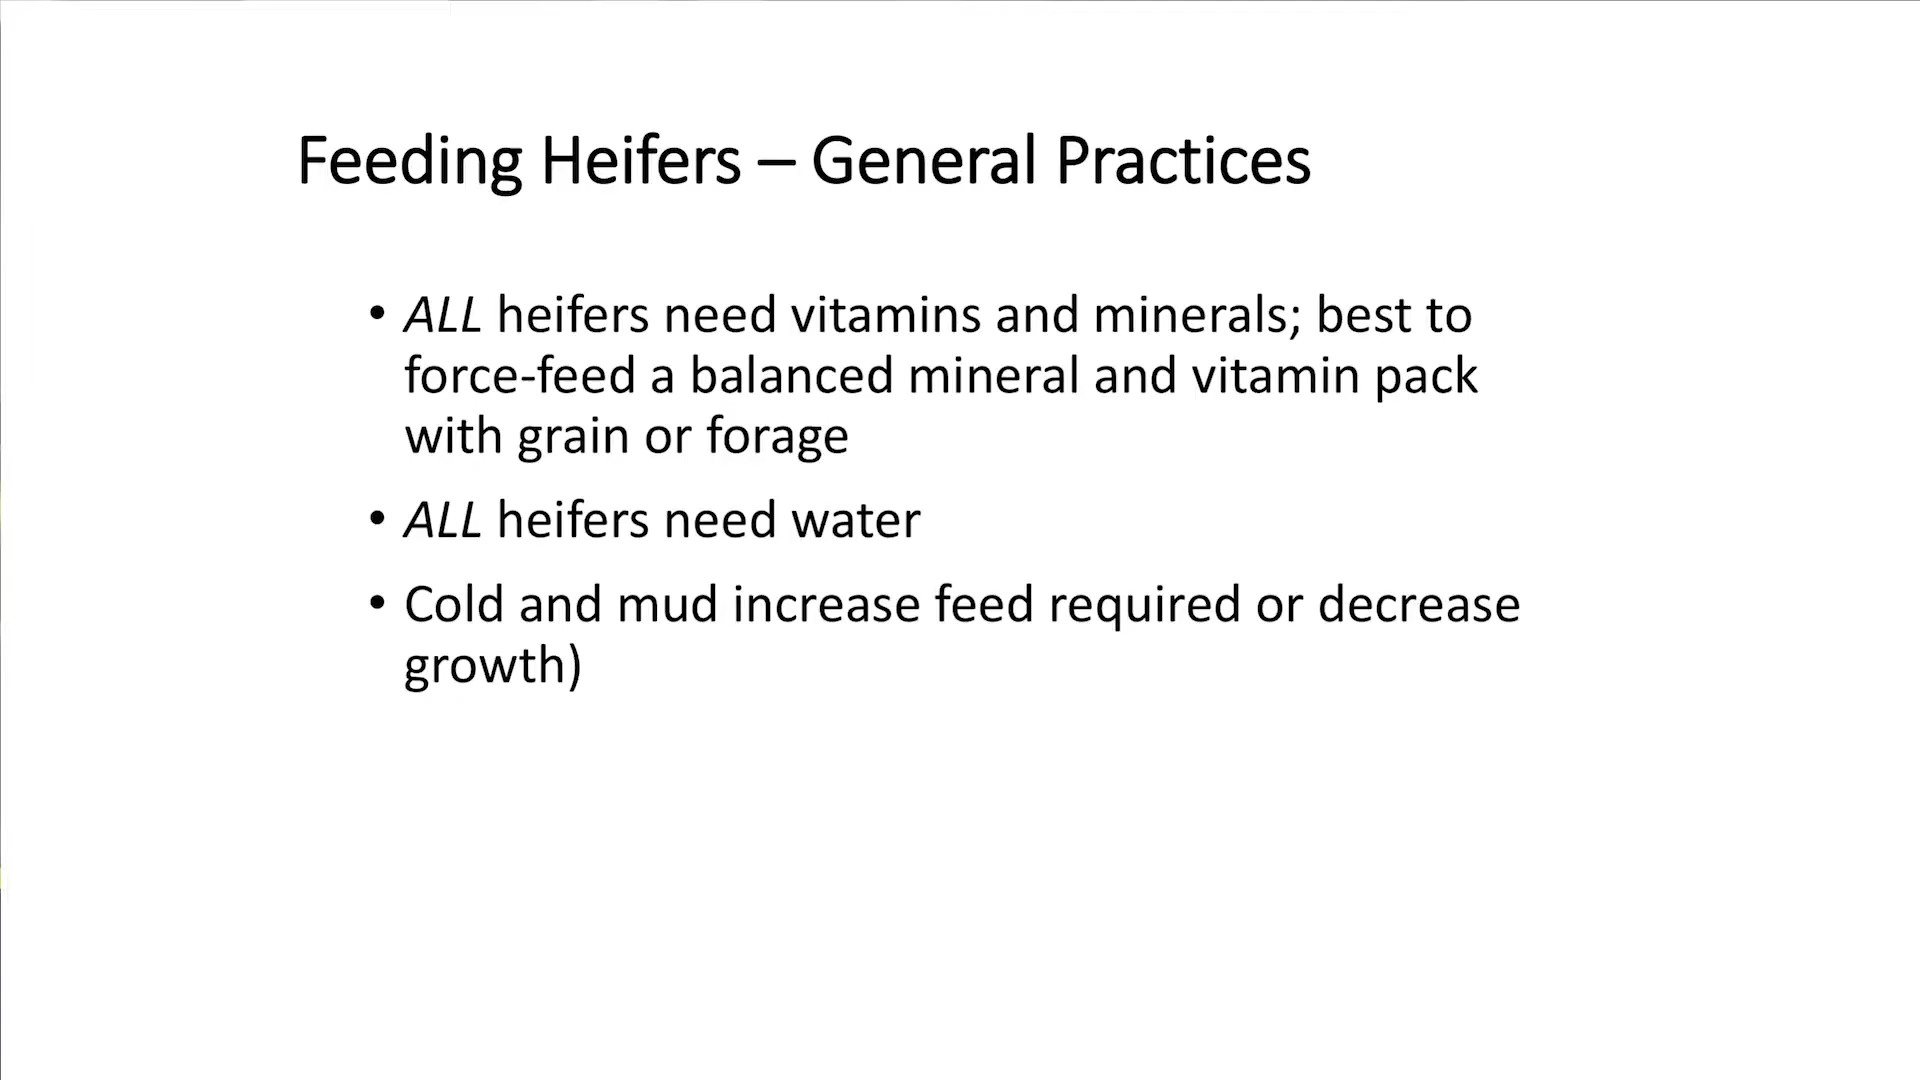 Feeding Heifers – General Practices
• ALL heifers need vitamins and minerals; best to
force-feed a balanced mineral and vitamin pack
with grain or forage
• ALL heifers need water
• Cold and mud increase feed required or decrease
growth)